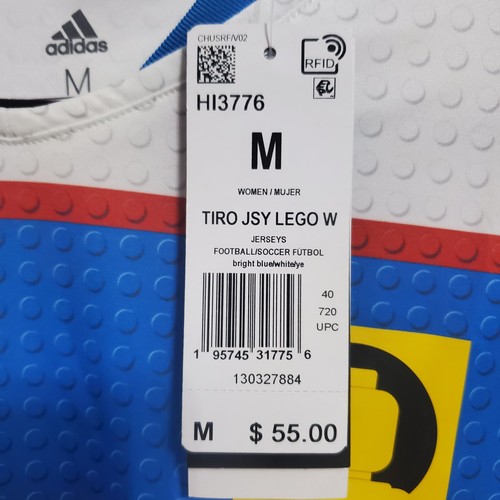 adidas
M
CHUSRF/V02
RFID
HI3776
M
WOMEN / MUJER
TIRO JSY LEGO W
JERSEYS
FOOTBALL/SOCCER FÚTBOL
bright blue/white/ye
40
720
UPC
1 95745 31775 6
130327884
M $ 55.00